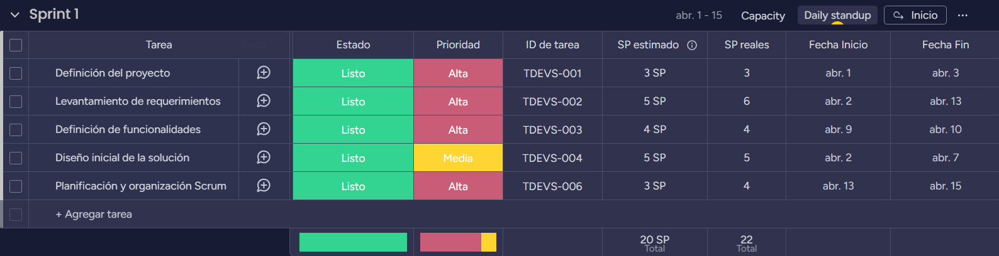 Sprint 1
abr. 1 - 15 Capacity Daily standup Inicio
Tarea Resp. Estado Prioridad ID de tarea SP estimado SP reales Fecha Inicio Fecha Fin
Definición del proyecto Listo Alta TDEVS-001 3 SP 3 abr. 1 abr. 3
Levantamiento de requerimientos Listo Alta TDEVS-002 5 SP 6 abr. 2 abr. 13
Definición de funcionalidades Listo Alta TDEVS-003 4 SP 4 abr. 9 abr. 10
Diseño inicial de la solución Listo Media TDEVS-004 5 SP 5 abr. 2 abr. 7
Planificación y organización Scrum Listo Alta TDEVS-006 3 SP 4 abr. 13 abr. 15
+ Agregar tarea
20 SP 22
Total Total